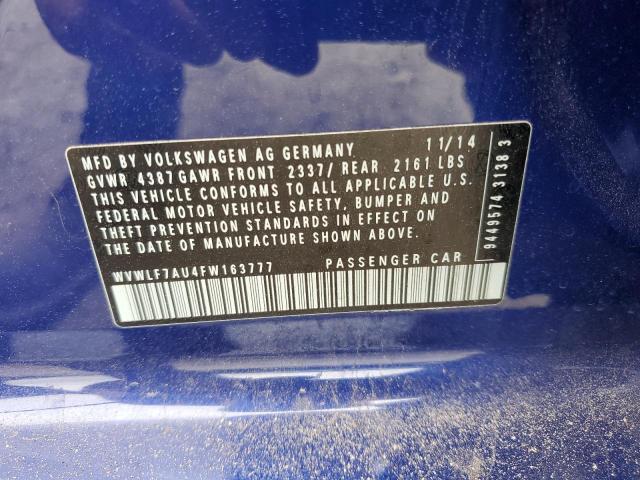 MFD BY VOLKSWAGEN AG GERMANY 11/14
GVWR 4387 GAWR FRONT 2337/ REAR 2161 LBS
THIS VEHICLE CONFORMS TO ALL APPLICABLE U.S.
FEDERAL MOTOR VEHICLE SAFETY, BUMPER AND
THEFT PREVENTION STANDARDS IN EFFECT ON
THE DATE OF MANUFACTURE SHOWN ABOVE.
WVWLF7AU4FW163777 PASSENGER CAR
9449574 3138 3